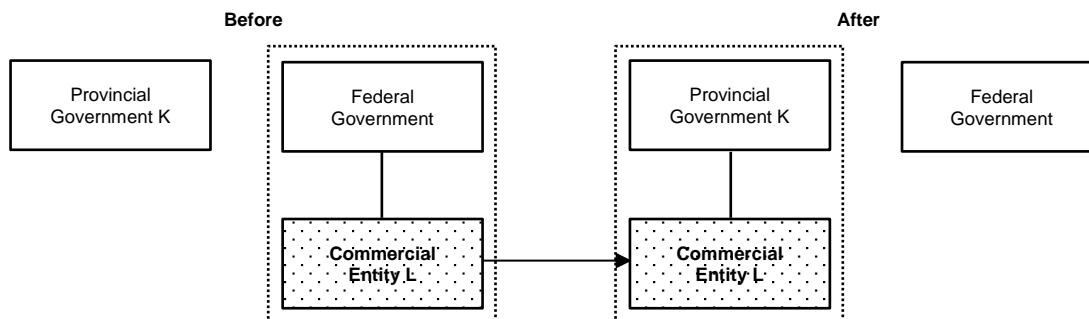 Before
After
Provincial
Government K
Federal
Government
Provincial
Government K
Federal
Government
Commercial
Entity L
Commercial
Entity L